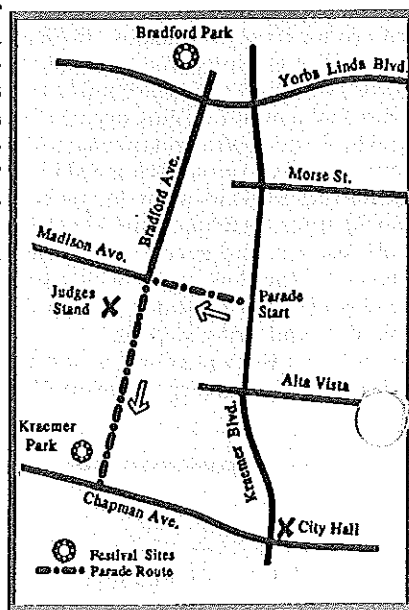 Bradford Park
Yorba Linda Blvd
Bradford Ave.
Morse St.
Madison Ave.
Judges
Stand
Parade
Start
Alta Vista
Kraemer
Park
Kraemer Blvd.
Chapman Ave.
City Hall
Festival Sites
Parade Route